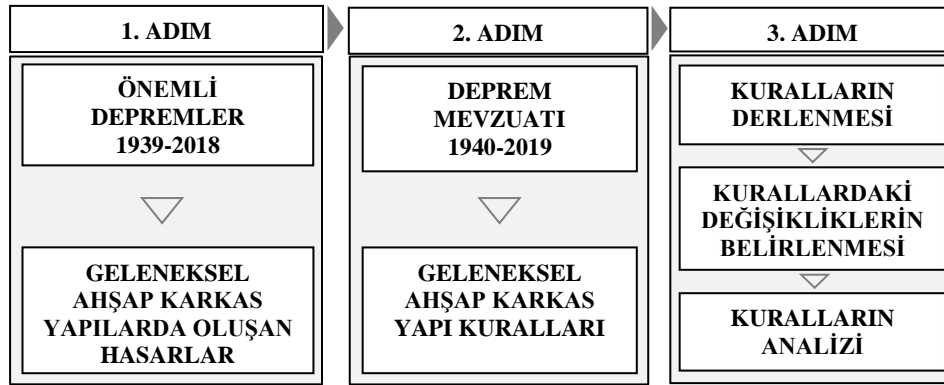 1. ADIM
ÖNEMLİ
DEPREMLER
1939-2018
GELENEKSEL
AHŞAP KARKAS
YAPILARDA OLUŞAN
HASARLAR
2. ADIM
DEPREM
MEVZUATI
1940-2019
GELENEKSEL
AHŞAP KARKAS
YAPI KURALLARI
3. ADIM
KURALLARIN
DERLENMESİ
KURALLARDAKİ
DEĞİŞİKLİKLERİN
BELİRLENMESİ
KURALLARIN
ANALİZİ